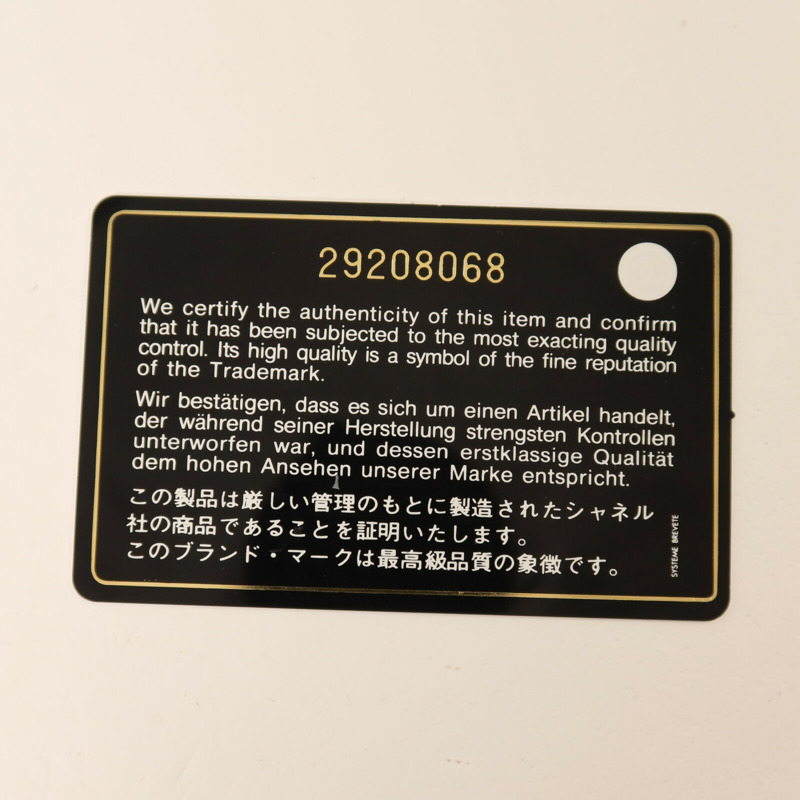 29208068
We certify the authenticity of this item and confirm
that it has been subjected to the most exacting quality
control. Its high quality is a symbol of the fine reputation
of the Trademark.
Wir bestätigen, dass es sich um einen Artikel handelt,
der während seiner Herstellung strengsten Kontrollen
unterworfen war, und dessen erstklassige Qualität
dem hohen Ansehen unserer Marke entspricht.
この製品は厳しい管理のもとに製造されたシャネル
社の商品であることを証明いたします。
このブランド・マークは最高級品質の象徴です。
SYSTEME BREVETE